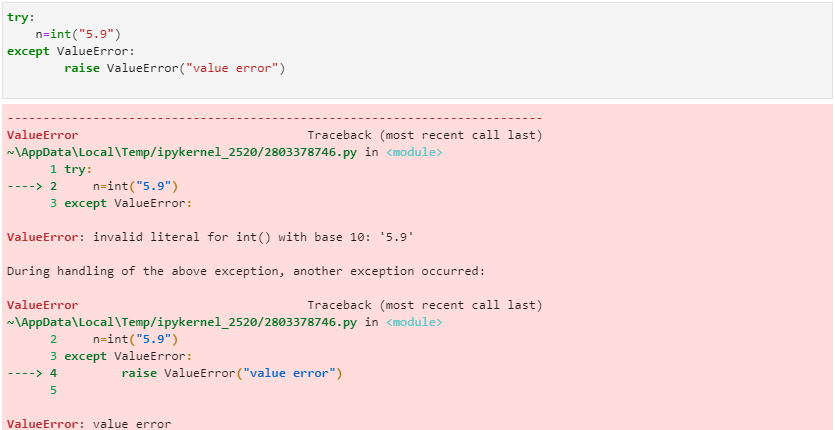 try:
    n=int("5.9")
except ValueError:
        raise ValueError("value error")
---------------------------------------------------------------------------
ValueError                                Traceback (most recent call last)
~\AppData\Local\Temp/ipykernel_2520/2803378746.py in <module>
      1 try:
----> 2     n=int("5.9")
      3 except ValueError:
ValueError: invalid literal for int() with base 10: '5.9'
During handling of the above exception, another exception occurred:
ValueError                                Traceback (most recent call last)
~\AppData\Local\Temp/ipykernel_2520/2803378746.py in <module>
      2     n=int("5.9")
      3 except ValueError:
----> 4         raise ValueError("value error")
      5
ValueError: value error